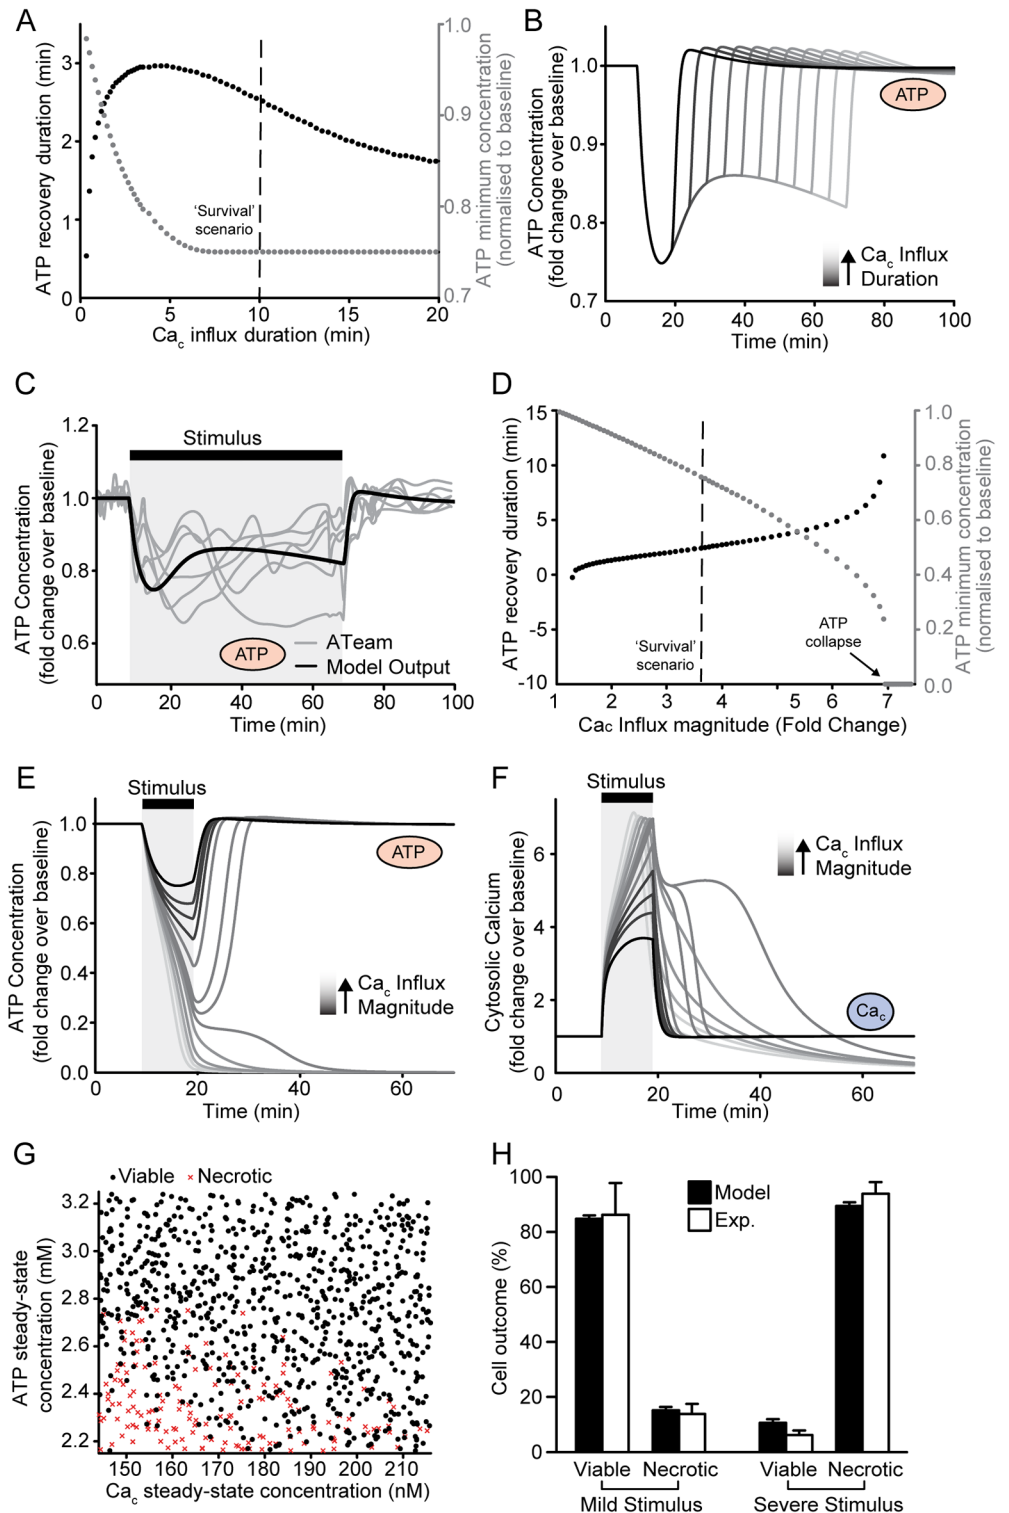 A
ATP recovery duration (min)
3
2
1
0
0
5
10
15
20
Ca_c influx duration (min)
'Survival'
scenario
1.0
0.9
0.8
0.7
ATP minimum concentration
(normalised to baseline)
B
ATP Concentration
(fold change over baseline)
1.0
0.9
0.8
0.7
0
20
40
60
80
100
Time (min)
ATP
Ca_c Influx
Duration
C
ATP Concentration
(fold change over baseline)
1.2
1.0
0.8
0.6
Stimulus
ATP
ATeam
Model Output
0
20
40
60
80
100
Time (min)
D
ATP recovery duration (min)
15
10
5
0
-5
-10
'Survival'
scenario
ATP
collapse
1
2
3
4
5
6
7
Cac Influx magnitude (Fold Change)
1.0
0.8
0.6
0.4
0.2
0.0
ATP minimum concentration
(normalised to baseline)
E
Stimulus
ATP Concentration
(fold change over baseline)
1.0
0.8
0.6
0.4
0.2
0.0
ATP
Ca_c Influx
Magnitude
0
20
40
60
Time (min)
F
Stimulus
Cytosolic Calcium
(fold change over baseline)
6
4
2
0
Ca_c Influx
Magnitude
Ca_c
0
20
40
60
Time (min)
G
• Viable × Necrotic
ATP steady-state
concentration (mM)
3.2
3.0
2.8
2.6
2.4
2.2
150 160 170 180 190 200 210
Ca_c steady-state concentration (nM)
H
Cell outcome (%)
100
80
60
40
20
0
Model
Exp.
Viable Necrotic Viable Necrotic
Mild Stimulus Severe Stimulus